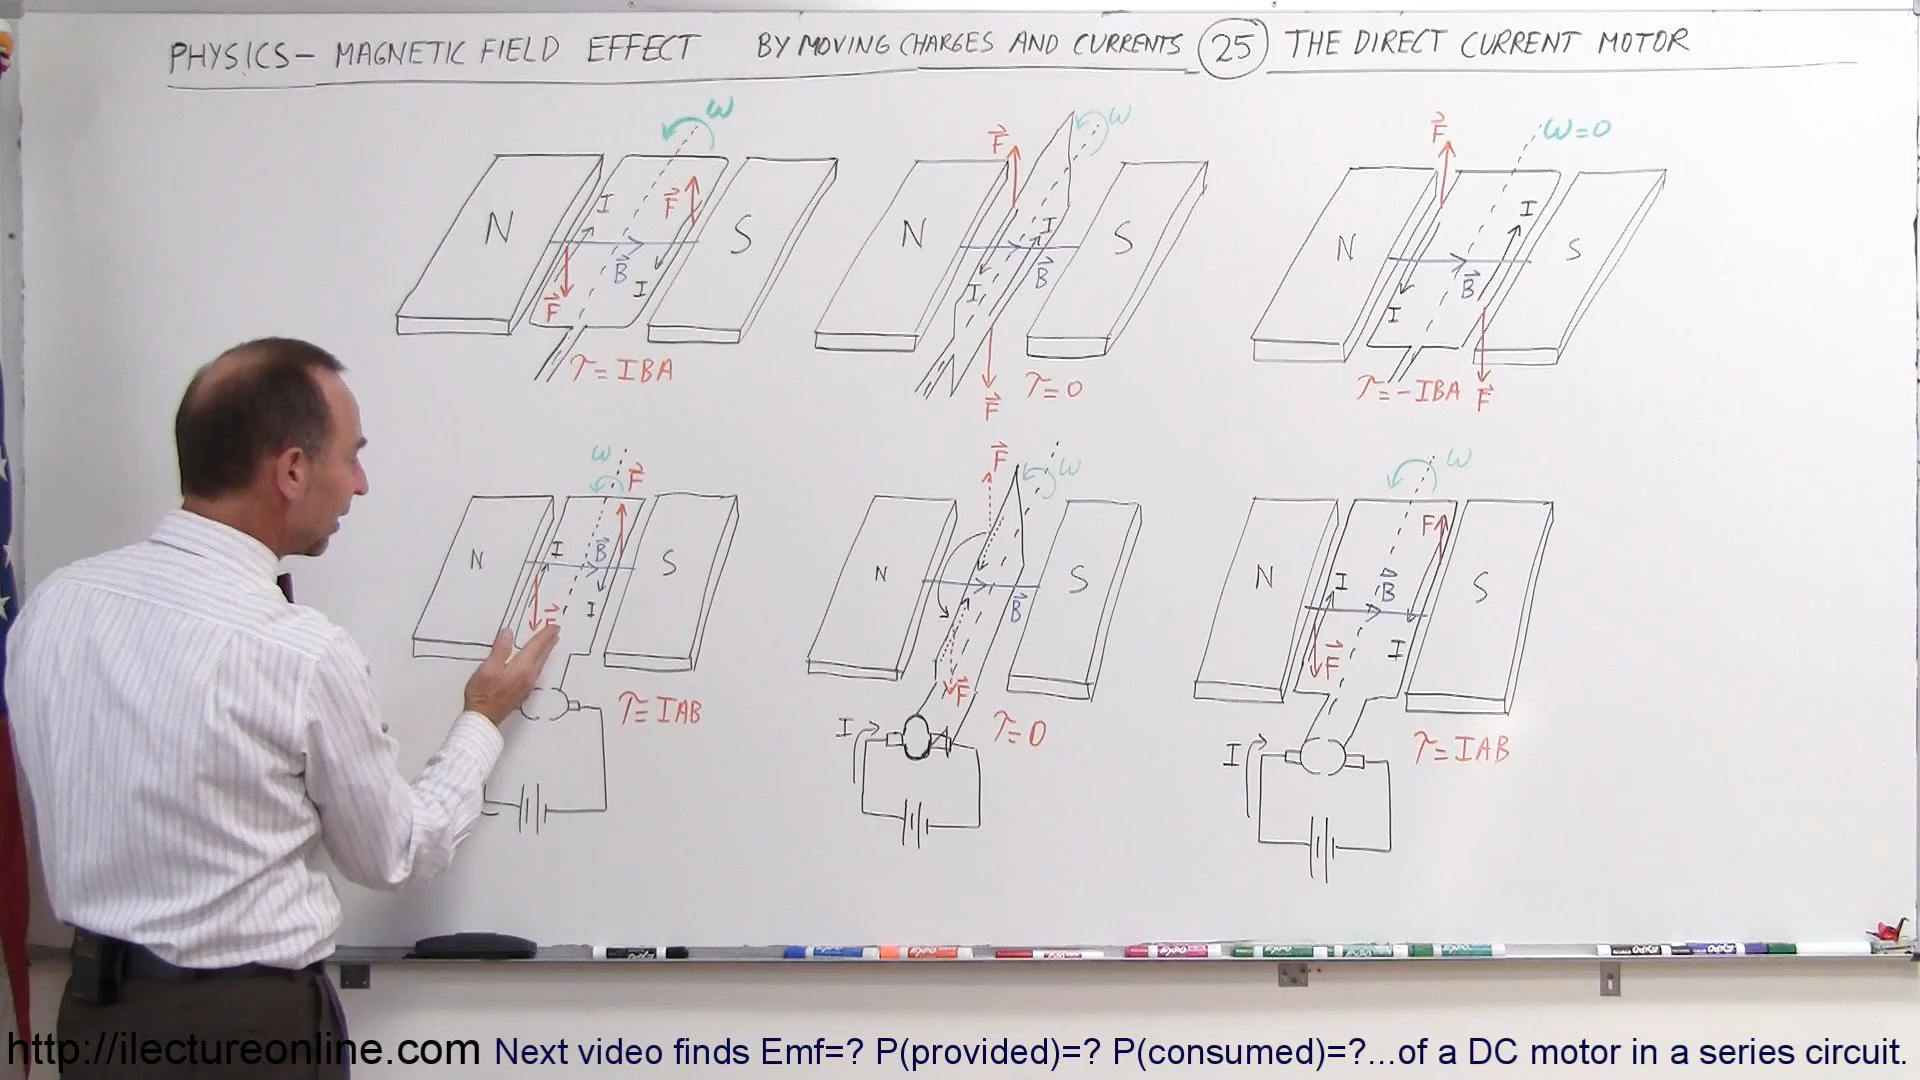 PHYSICS- MAGNETIC FIELD EFFECT BY MOVING CHARGES AND CURRENTS 25 THE DIRECT CURRENT MOTOR
ω
N
I
F
S
B
I
F
τ=IBA
ω
F
N
I
S
B
I
F
τ=0
F
ω=0
N
I
S
B
I
τ=-IBA
F
ω
F
N
I
B
S
I
F
τ=IAB
F
ω
N
S
B
F
I
τ=0
ω
F
N
I
B
S
I
F
I
τ=IAB
http://ilectureonline.com Next video finds Emf=? P(provided)=? P(consumed)=?...of a DC motor in a series circuit.